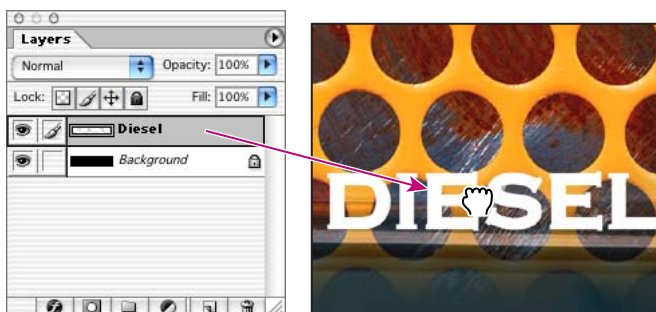 Layers
Normal Opacity: 100%
Lock: Fill: 100%
Diesel
Background
DIESEL